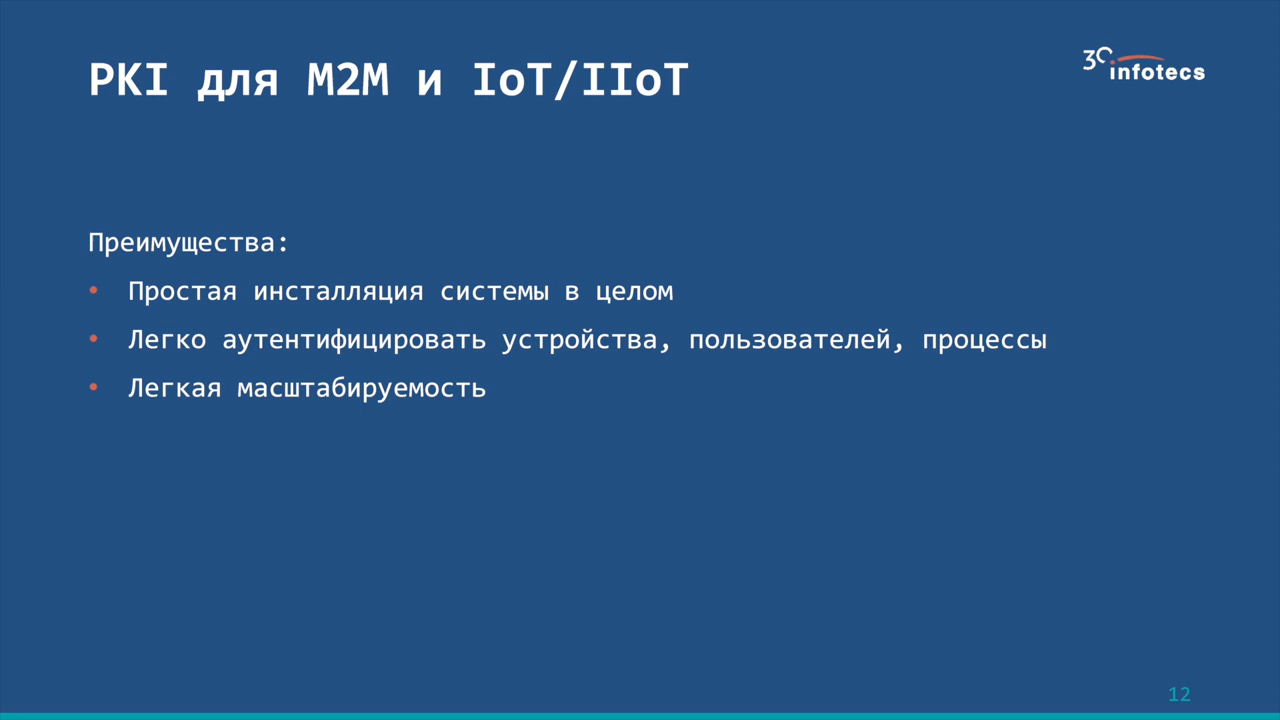 PKI для M2M и IoT/IIoT
30
infotecs
Преимущества:
• Простая инсталляция системы в целом
• Легко аутентифицировать устройства, пользователей, процессы
• Легкая масштабируемость
12